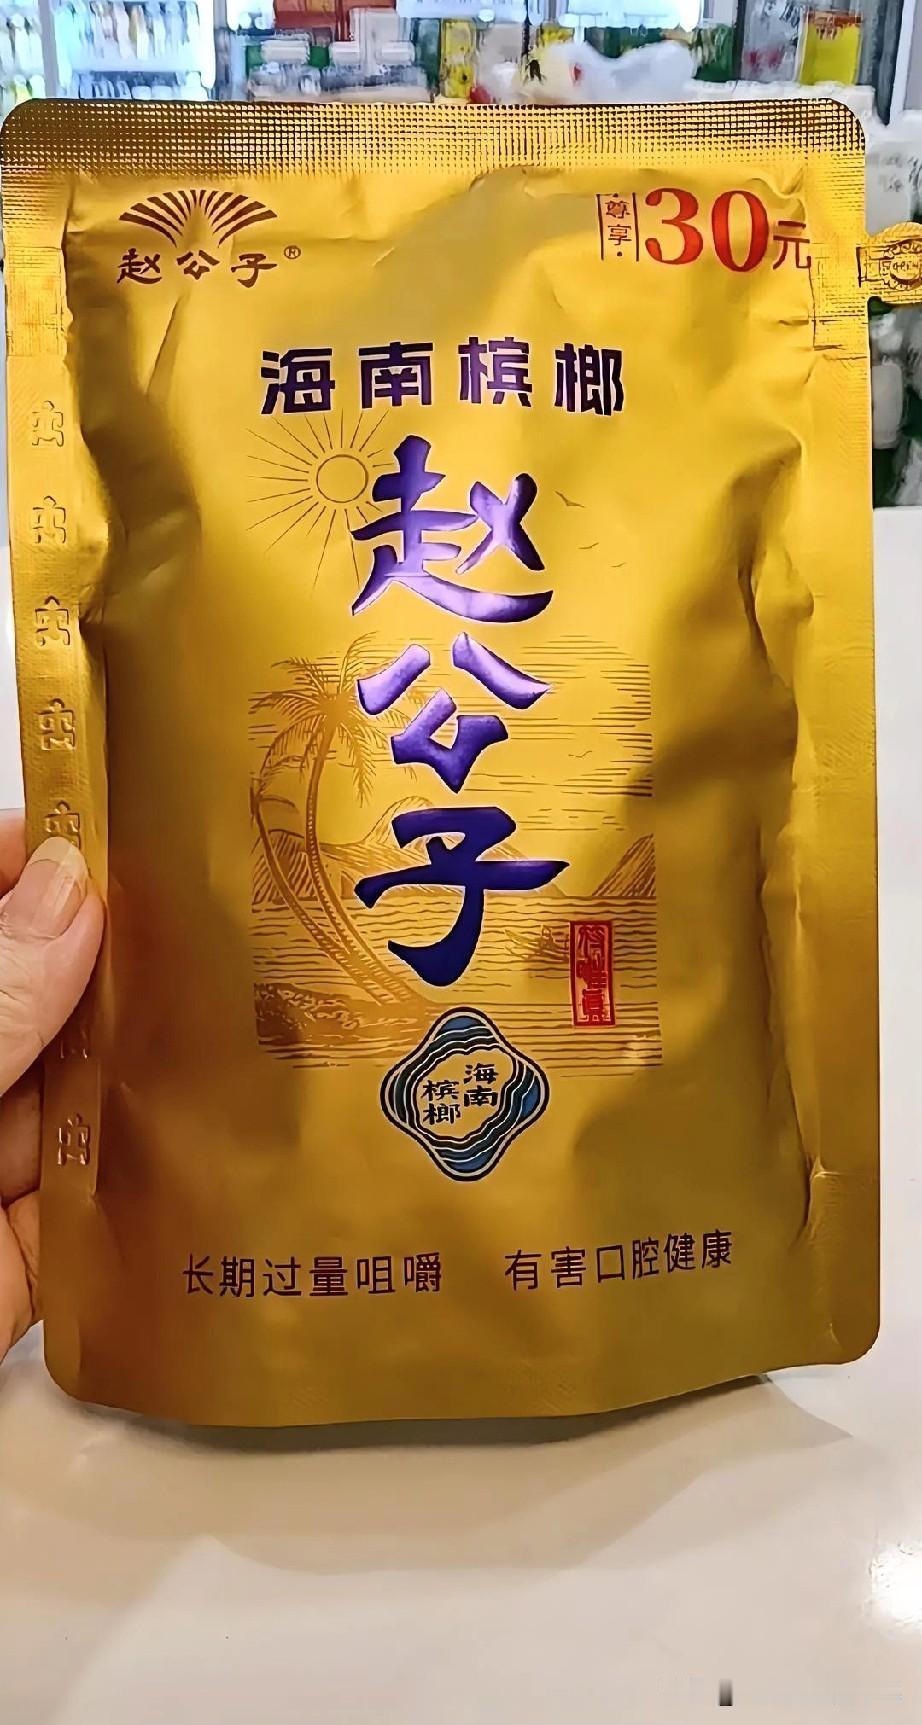 赵公子®
尊享·
30元
海南槟榔
赵公子
海南
槟榔
长期过量咀嚼 有害口腔健康